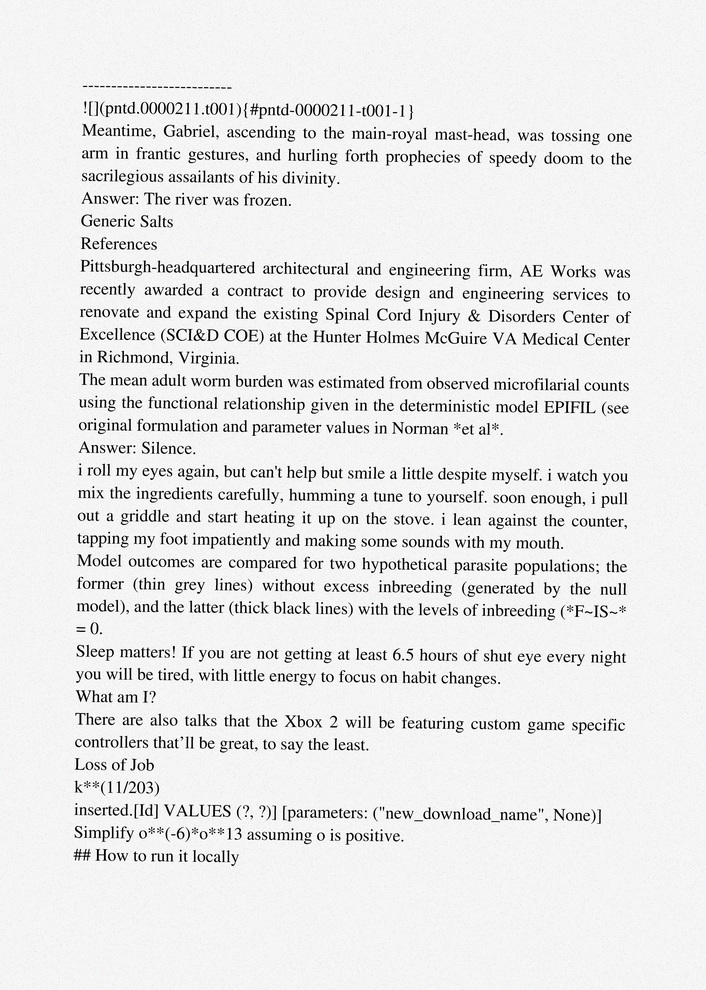 --------------------------
![](pntd.0000211.t001){#pntd-0000211-t001-1}
Meantime, Gabriel, ascending to the main-royal mast-head, was tossing one
arm in frantic gestures, and hurling forth prophecies of speedy doom to the
sacrilegious assailants of his divinity.
Answer: The river was frozen.
Generic Salts
References
Pittsburgh-headquartered architectural and engineering firm, AE Works was
recently awarded a contract to provide design and engineering services to
renovate and expand the existing Spinal Cord Injury & Disorders Center of
Excellence (SCI&D COE) at the Hunter Holmes McGuire VA Medical Center
in Richmond, Virginia.
The mean adult worm burden was estimated from observed microfilarial counts
using the functional relationship given in the deterministic model EPIFIL (see
original formulation and parameter values in Norman *et al*.
Answer: Silence.
i roll my eyes again, but can't help but smile a little despite myself. i watch you
mix the ingredients carefully, humming a tune to yourself. soon enough, i pull
out a griddle and start heating it up on the stove. i lean against the counter,
tapping my foot impatiently and making some sounds with my mouth.
Model outcomes are compared for two hypothetical parasite populations; the
former (thin grey lines) without excess inbreeding (generated by the null
model), and the latter (thick black lines) with the levels of inbreeding (*F~IS~*
= 0.
Sleep matters! If you are not getting at least 6.5 hours of shut eye every night
you will be tired, with little energy to focus on habit changes.
What am I?
There are also talks that the Xbox 2 will be featuring custom game specific
controllers that’ll be great, to say the least.
Loss of Job
k**(11/203)
inserted.[Id] VALUES (?, ?)] [parameters: ("new_download_name", None)]
Simplify o**(-6)*o**13 assuming o is positive.
## How to run it locally